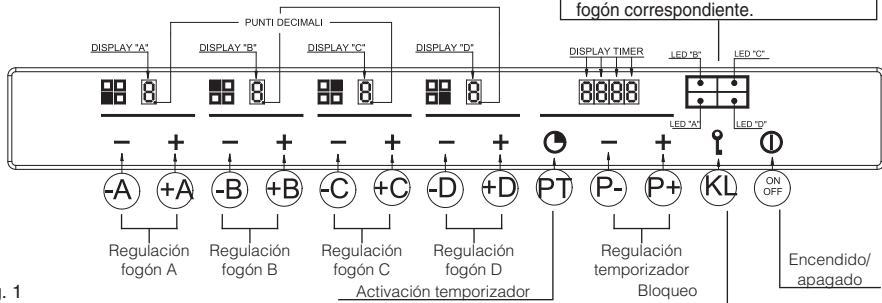 fogón correspondiente.
PUNTI DECIMALI
DISPLAY "A" DISPLAY "B" DISPLAY "C" DISPLAY "D" DISPLAY TIMER
LED "B" LED "C"
8 8 8 8 8888
LED "A" LED "D"
- + - + - + - + - +
-A +A -B +B -C +C -D +D PT P- P+ KL ON OFF
Regulación fogón A
Regulación fogón B
Regulación fogón C
Regulación fogón D
Regulación temporizador
Encendido/ apagado
Activación temporizador
Bloqueo
g. 1